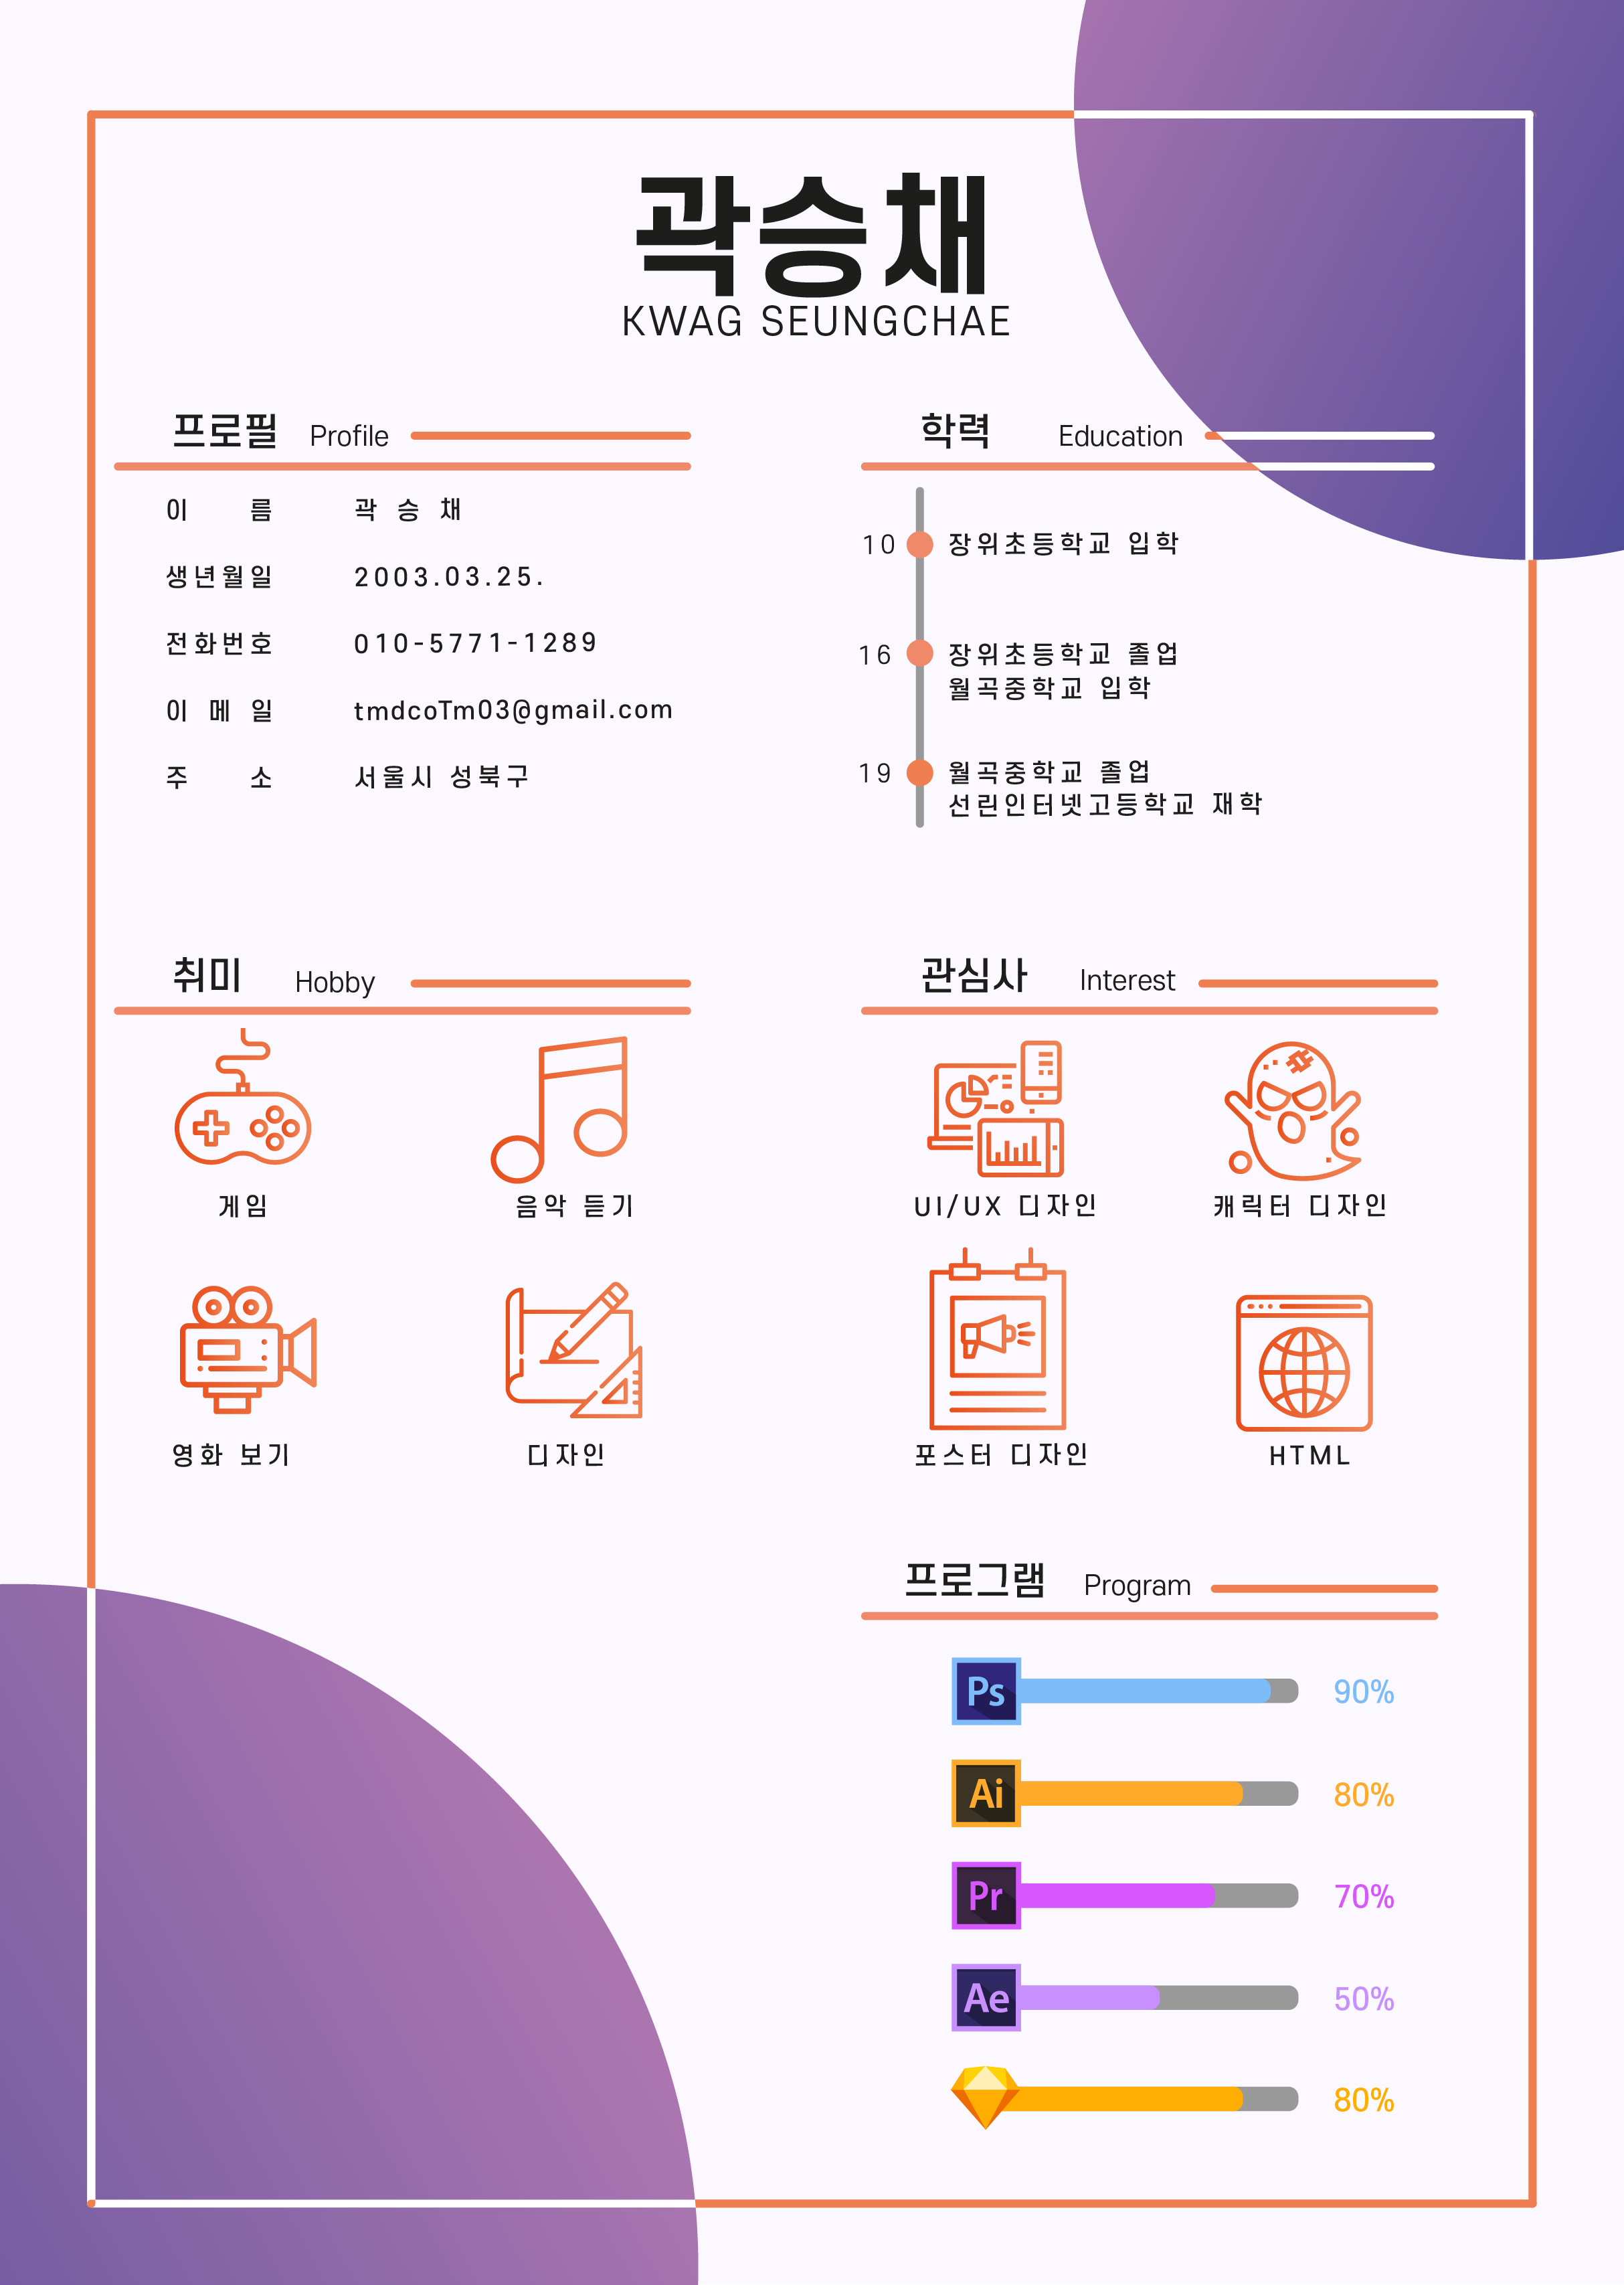 곽승채
KWAG SEUNGCHAE
프로필 Profile
이 름 곽 승 채
생년월일 2003.03.25.
전화번호 010-5771-1289
이 메 일 tmdcoTm03@gmail.com
주 소 서울시 성북구
학력 Education
10 장위초등학교 입학
16 장위초등학교 졸업
월곡중학교 입학
19 월곡중학교 졸업
선린인터넷고등학교 재학
취미 Hobby
게임
음악 듣기
영화 보기
디자인
관심사 Interest
UI/UX 디자인
캐릭터 디자인
포스터 디자인
HTML
프로그램 Program
Ps 90%
Ai 80%
Pr 70%
Ae 50%
80%